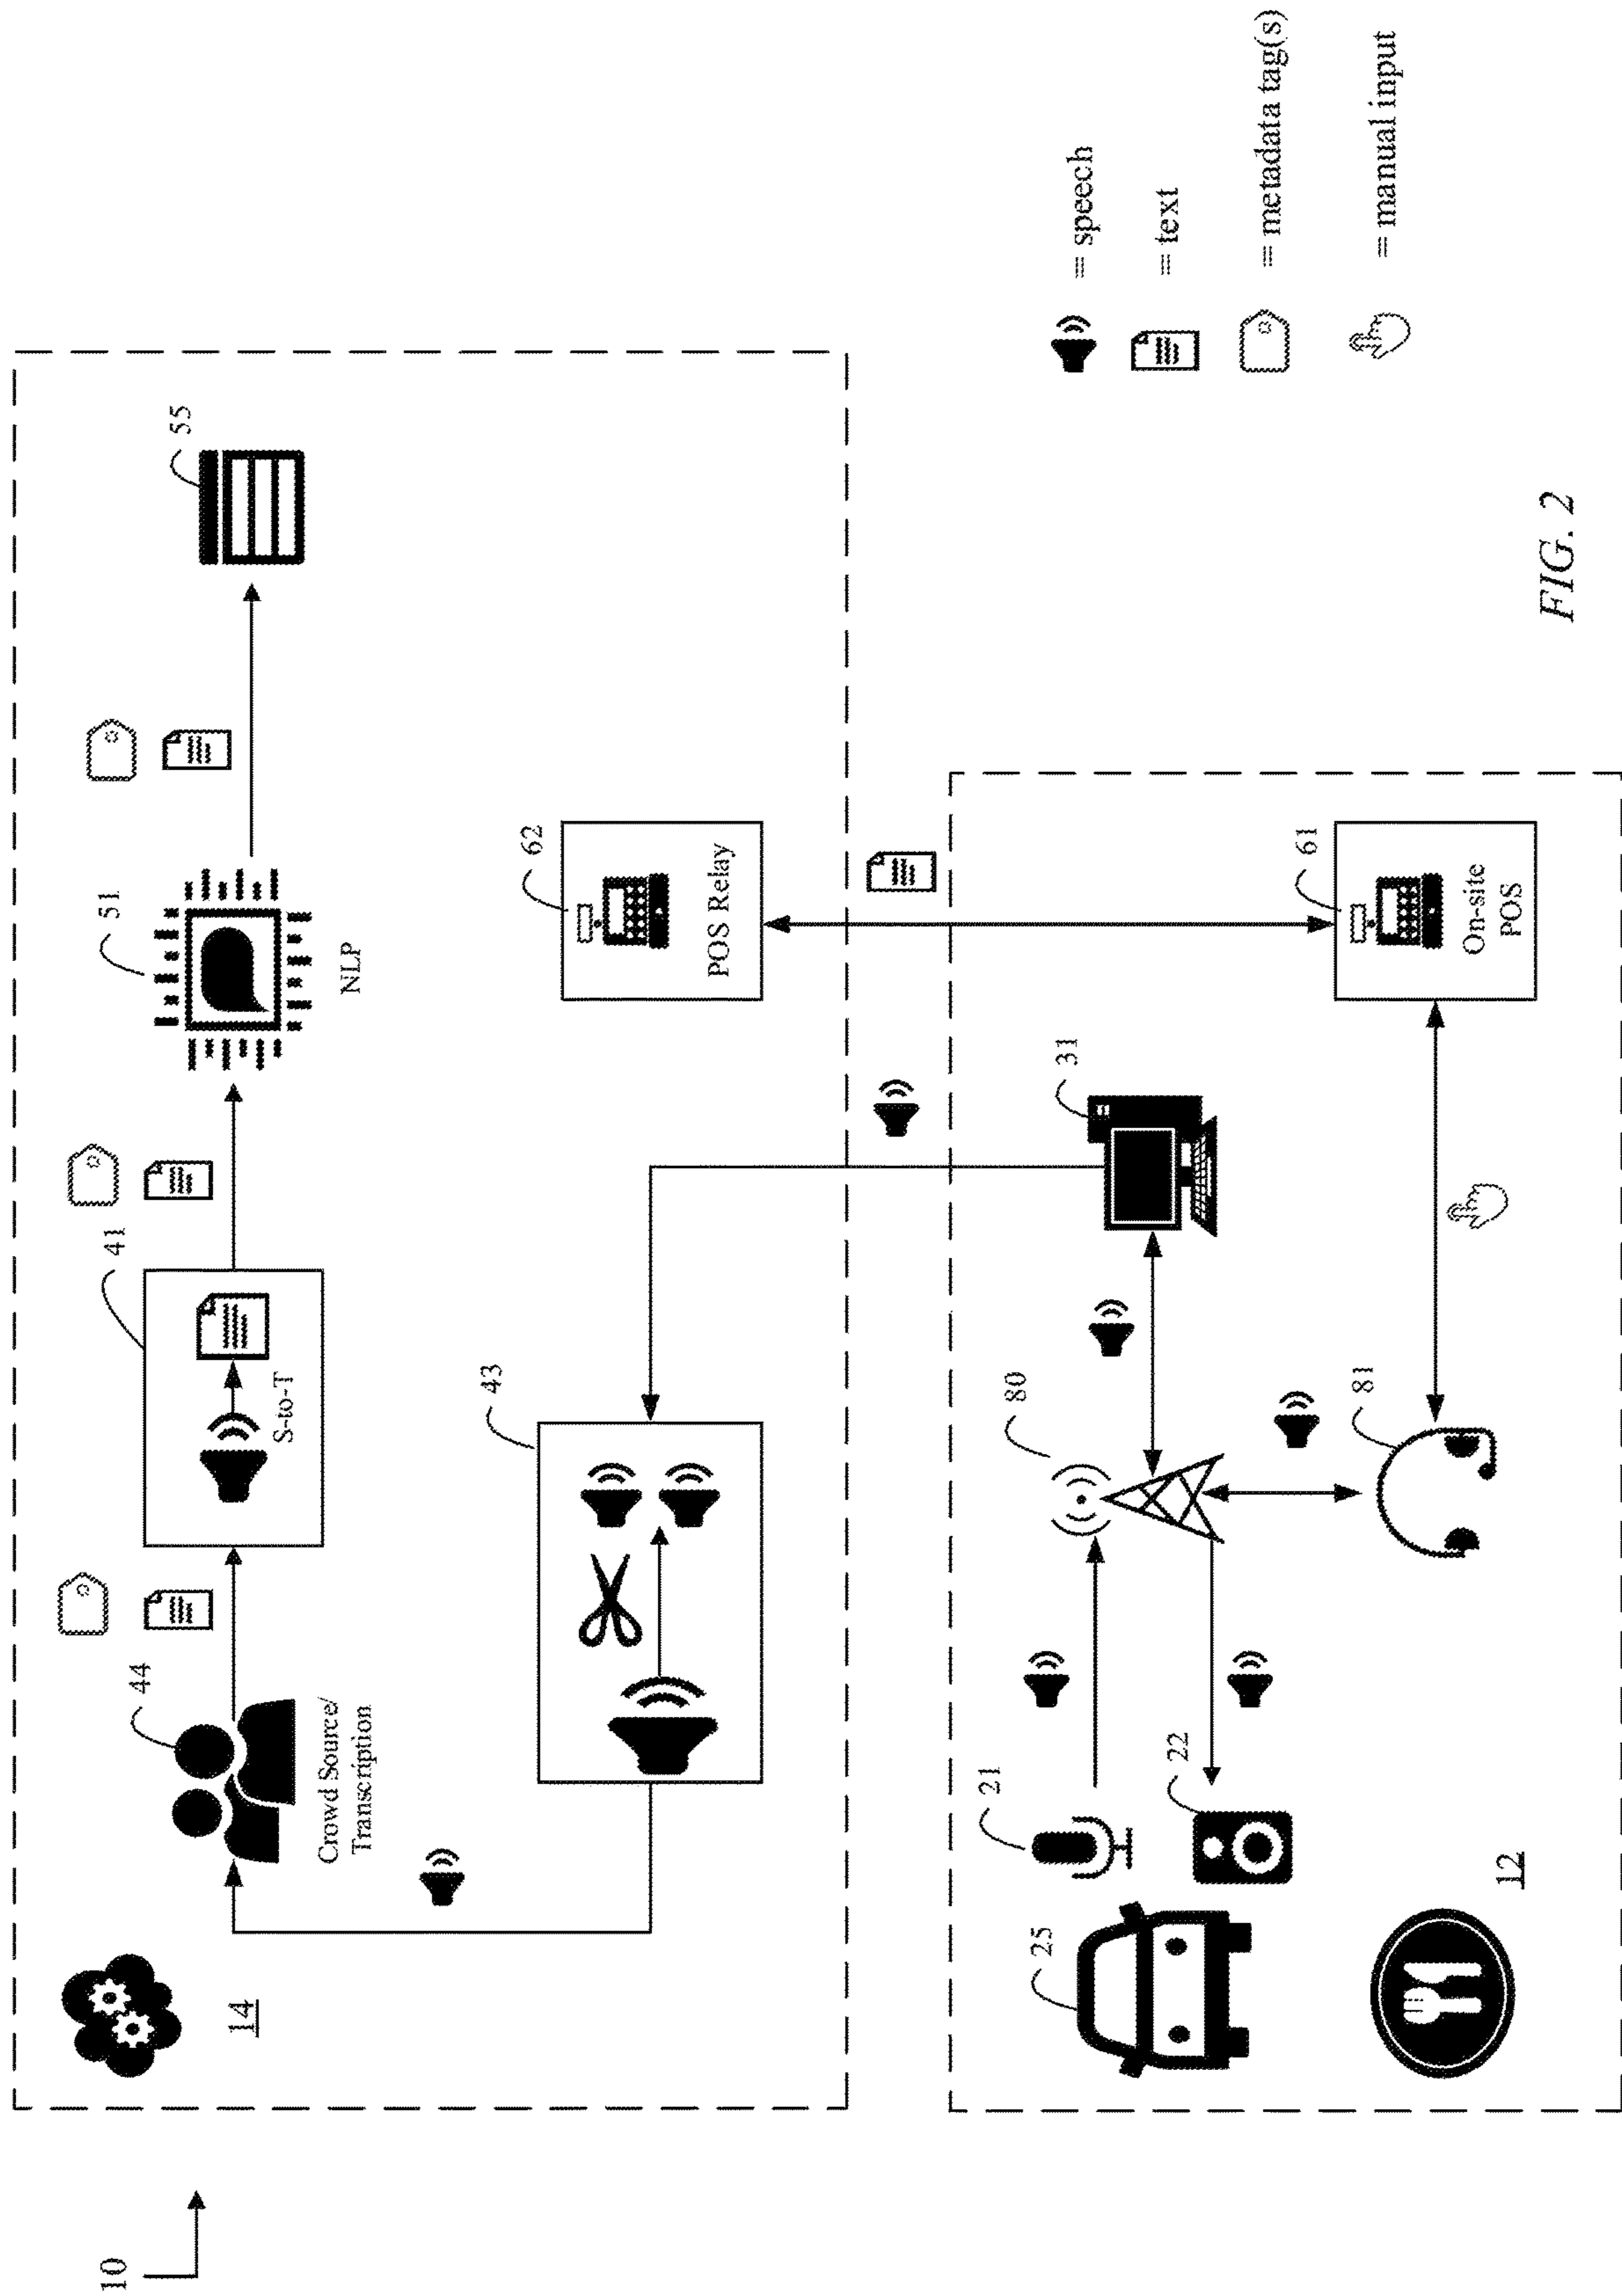 10
14
44
Crowd Source/
Transcription
41
S-to-T
51
NLP
55
43
62
POS Relay
25
21
22
80
31
81
61
On-site
POS
12
= speech
= text
= metadata tag(s)
= manual input
FIG. 2